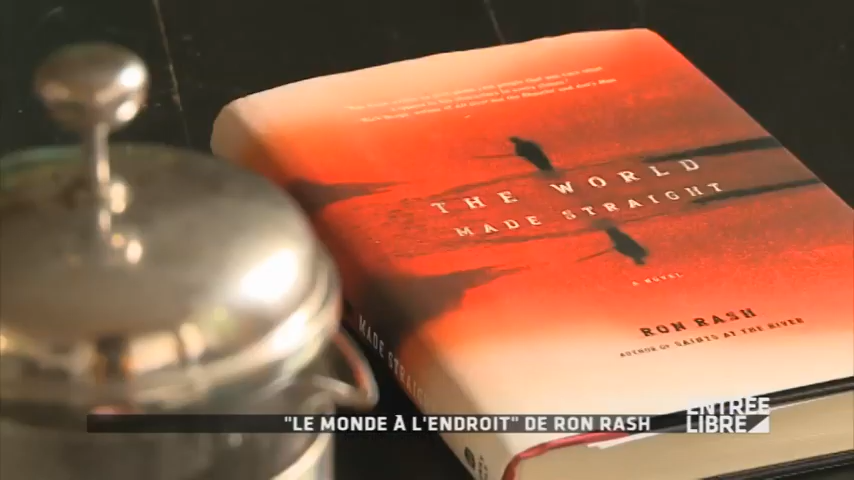 THE WORLD
MADE STRAIGHT
A NOVEL
RON RASH
AUTHOR OF SAINTS AT THE RIVER
MADE STRAIG
"LE MONDE À L'ENDROIT" DE RON RASH
ENTRÉE
LIBRE